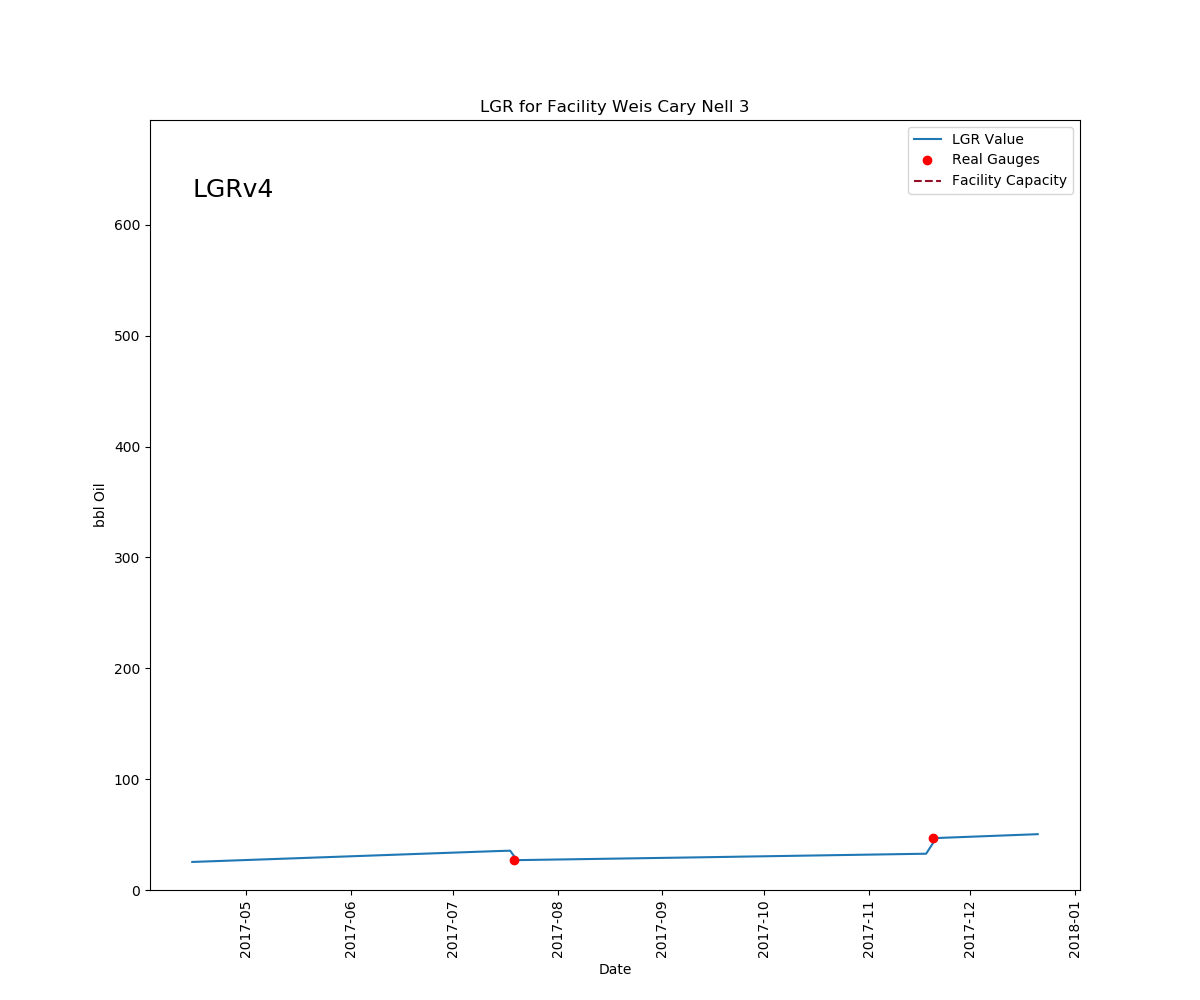 LGR for Facility Weis Cary Nell 3
LGRv4
LGR Value
Real Gauges
Facility Capacity
600
500
400
300
200
100
0
bbl Oil
2017-05
2017-06
2017-07
2017-08
2017-09
2017-10
2017-11
2017-12
2018-01
Date